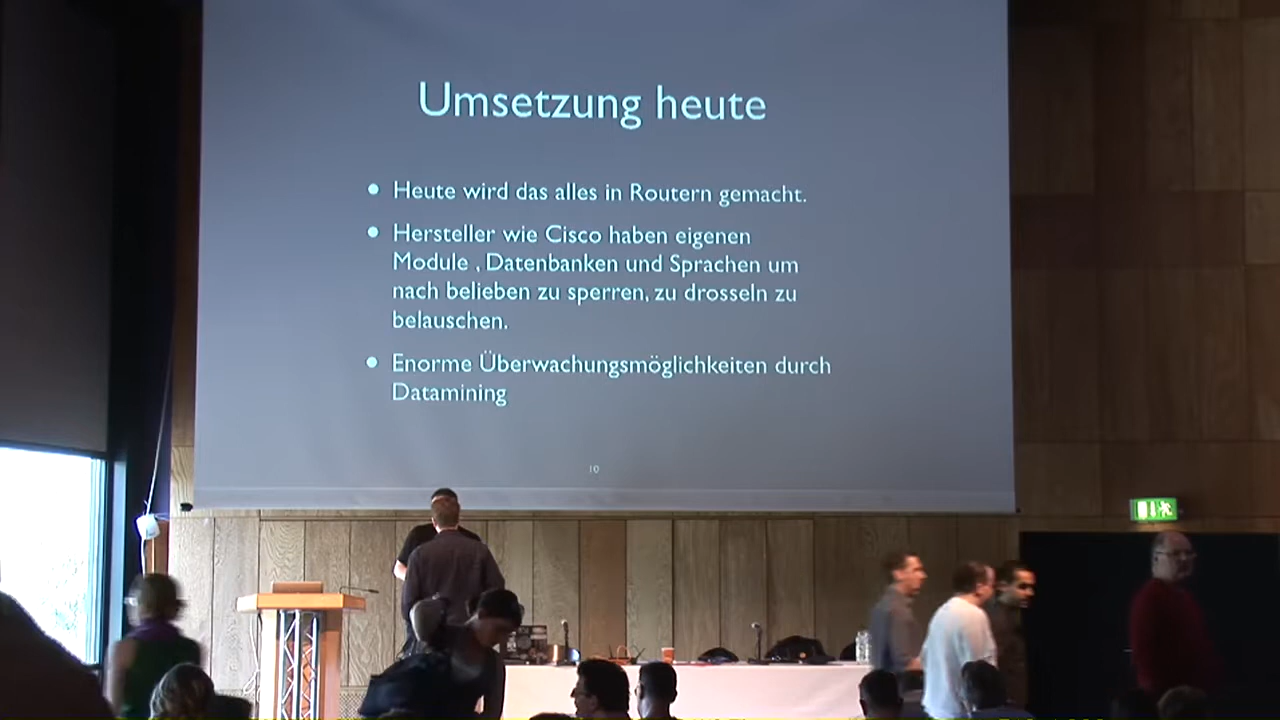 Umsetzung heute
Heute wird das alles in Routern gemacht.
Hersteller wie Cisco haben eigenen
Module , Datenbanken und Sprachen um
nach belieben zu sperren, zu drosseln zu
belauschen.
Enorme Überwachungsmöglichkeiten durch
Datamining
10